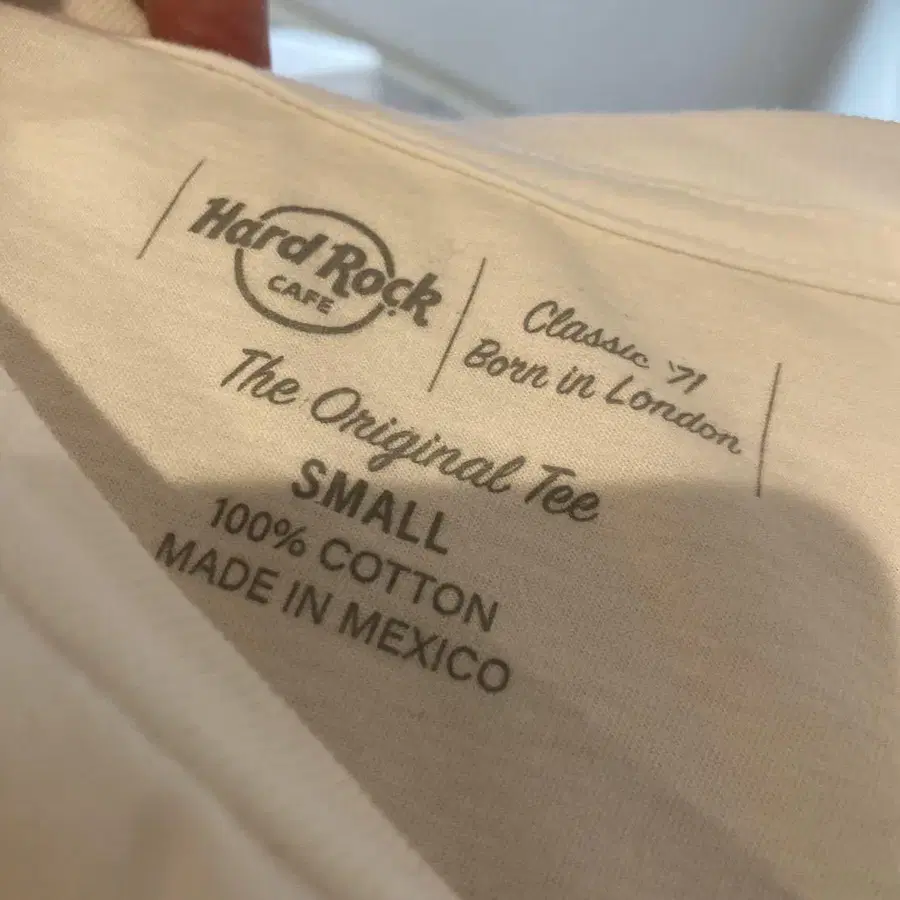 Hard Rock
CAFE
Classic '71
Born in London
The Original Tee
SMALL
100% COTTON
MADE IN MEXICO